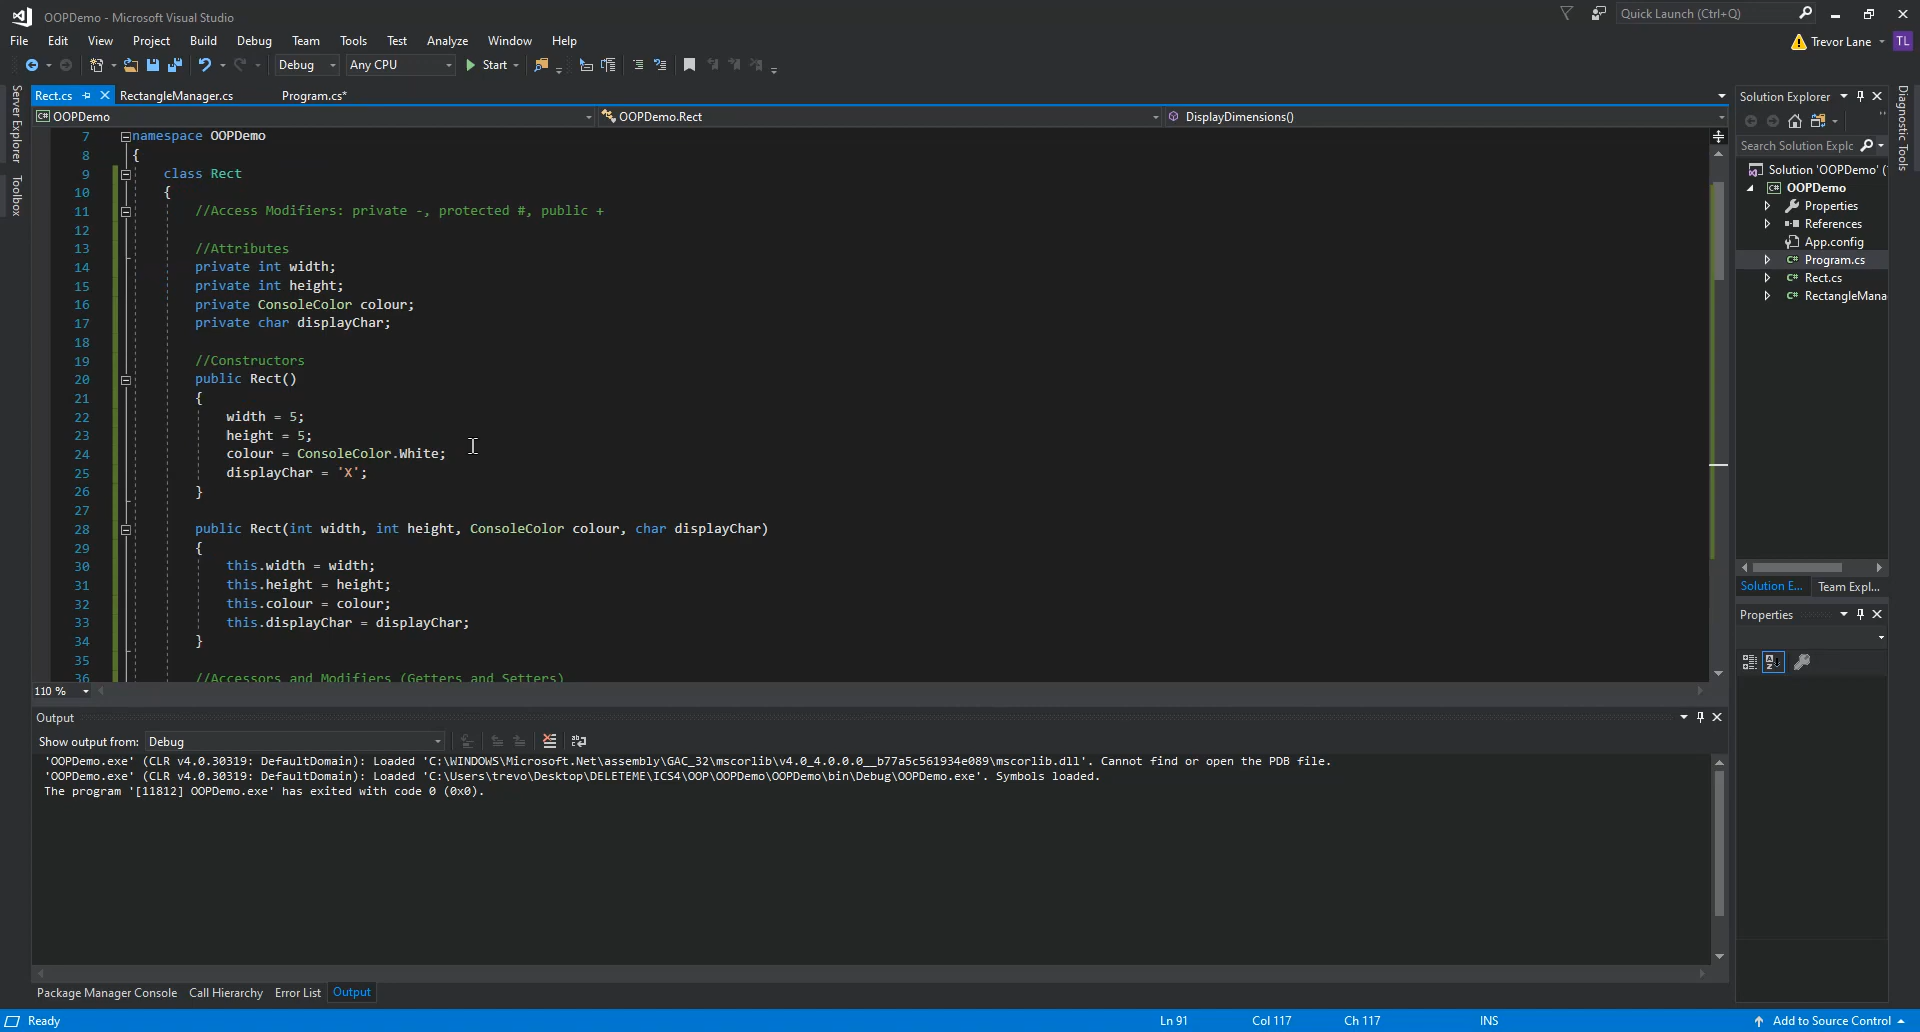 OOPDemo - Microsoft Visual Studio
Quick Launch (Ctrl+Q)
File Edit View Project Build Debug Team Tools Test Analyze Window Help
Trevor Lane TL
Debug Any CPU Start
Server Explorer
Toolbox
Rect.cs RectangleManager.cs Program.cs*
OOPDemo OOPDemo.Rect DisplayDimensions()
7 namespace OOPDemo
8 {
9 class Rect
10 {
11 //Access Modifiers: private -, protected #, public +
12
13 //Attributes
14 private int width;
15 private int height;
16 private ConsoleColor colour;
17 private char displayChar;
18
19 //Constructors
20 public Rect()
21 {
22 width = 5;
23 height = 5;
24 colour = ConsoleColor.White;
25 displayChar = 'X';
26 }
27
28 public Rect(int width, int height, ConsoleColor colour, char displayChar)
29 {
30 this.width = width;
31 this.height = height;
32 this.colour = colour;
33 this.displayChar = displayChar;
34 }
35
36 //Accessors and Modifiers (Getters and Setters)
110 %
Output
Show output from: Debug
'OOPDemo.exe' (CLR v4.0.30319: DefaultDomain): Loaded 'C:\WINDOWS\Microsoft.Net\assembly\GAC_32\mscorlib\v4.0_4.0.0.0__b77a5c561934e089\mscorlib.dll'. Cannot find or open the PDB file.
'OOPDemo.exe' (CLR v4.0.30319: DefaultDomain): Loaded 'C:\Users\trevo\Desktop\DELETEME\ICS4\OOP\OOPDemo\OOPDemo\bin\Debug\OOPDemo.exe'. Symbols loaded.
The program '[11812] OOPDemo.exe' has exited with code 0 (0x0).
Package Manager Console Call Hierarchy Error List Output
Solution Explorer
Search Solution Explc
Solution 'OOPDemo' (
C# OOPDemo
Properties
References
App.config
C# Program.cs
C# Rect.cs
C# RectangleMana
Solution E... Team Expl...
Properties
Diagnostic Tools
Ready Ln 91 Col 117 Ch 117 INS Add to Source Control